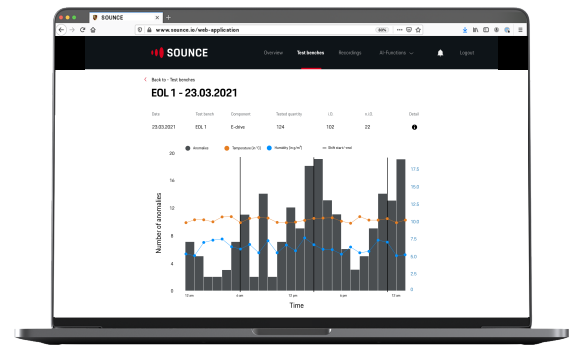 SOUNCE
www.sounce.io/web-application
80%
SOUNCE
Overview Test benches Recordings AI-Functions Logout
Back to - Test benches
EOL 1 - 23.03.2021
Date Test bench Component Tested quantity I.O. n.I.O. Detail
23.03.2021 EOL 1 E-drive 124 102 22
Anomalies Temperature [in °C] Humidity [in g/m³] Shift start/ end
Number of anomalies
20
16
12
8
4
0
17.5
15.0
12.5
10.0
7.5
5.0
2.5
0
12 am 6 am 12 pm 6 pm 12 am
Time